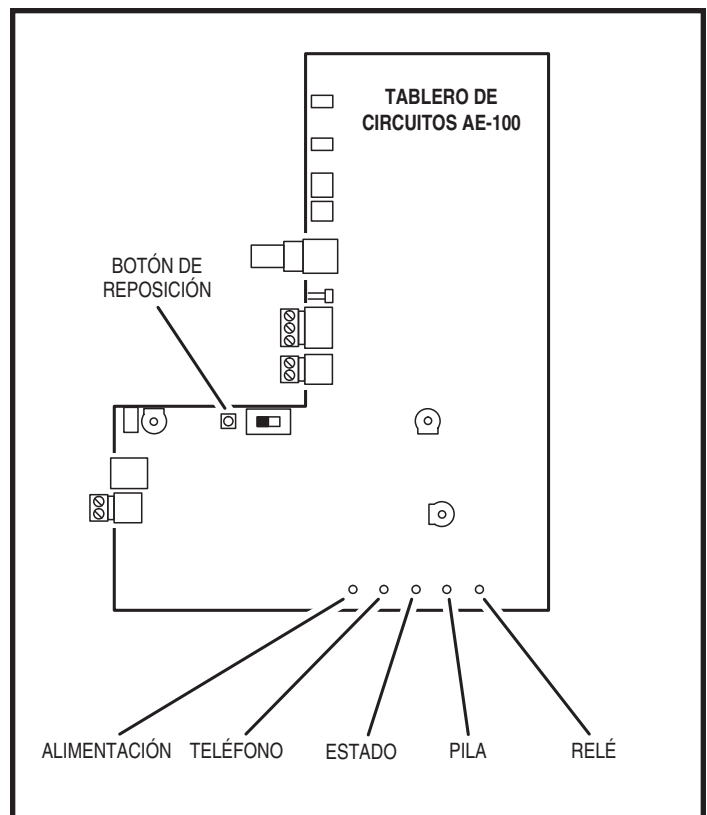 TABLERO DE
CIRCUITOS AE-100
BOTÓN DE
REPOSICIÓN
ALIMENTACIÓN
TELÉFONO
ESTADO
PILA
RELÉ